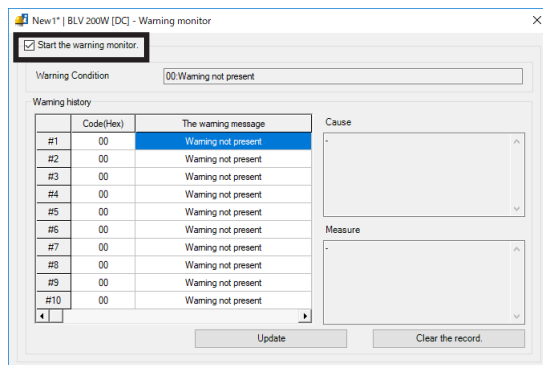 New1* | BLV 200W [DC] - Warning monitor
Start the warning monitor.
Warning Condition 00:Warning not present
Warning history
Code(Hex) The warning message
#1 00 Warning not present
#2 00 Warning not present
#3 00 Warning not present
#4 00 Warning not present
#5 00 Warning not present
#6 00 Warning not present
#7 00 Warning not present
#8 00 Warning not present
#9 00 Warning not present
#10 00 Warning not present
Cause
-
Measure
-
Update Clear the record.